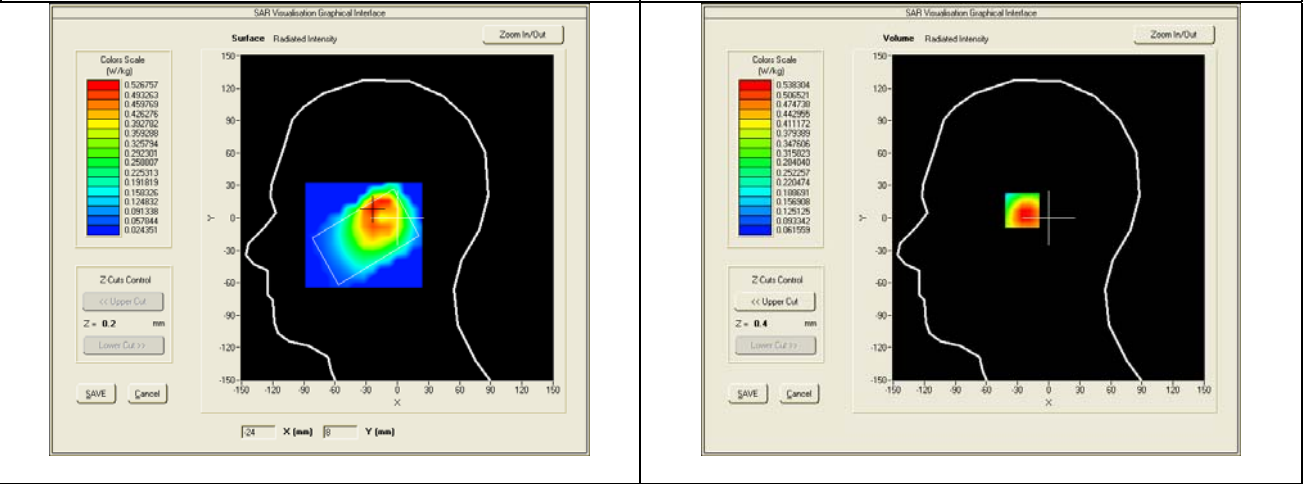 SAR Visualisation Graphical Interface
Surface Radiated Intensity
Zoom In/Out
Colors Scale
(W/kg)
0.526757
0.493263
0.459769
0.426276
0.392782
0.359288
0.325794
0.292301
0.258807
0.225313
0.191819
0.158326
0.124832
0.091338
0.057844
0.024351
Z-Cuts Control
<< Upper Cut
Z = 0.2 mm
Lower Cut >>
SAVE Cancel
150
120
90
60
30
0
-30
-60
-90
-120
-150
Y
-150 -120 -90 -60 -30 0 30 60 90 120 150
X
-24 X (mm) 8 Y (mm)
SAR Visualisation Graphical Interface
Volume Radiated Intensity
Zoom In/Out
Colors Scale
(W/kg)
0.538304
0.506521
0.474738
0.442955
0.411172
0.379389
0.347606
0.315823
0.284040
0.252257
0.220474
0.188691
0.156908
0.125125
0.093342
0.061559
Z-Cuts Control
<< Upper Cut
Z = 0.4 mm
Lower Cut >>
SAVE Cancel
150
120
90
60
30
0
-30
-60
-90
-120
-150
Y
-150 -120 -90 -60 -30 0 30 60 90 120 150
X